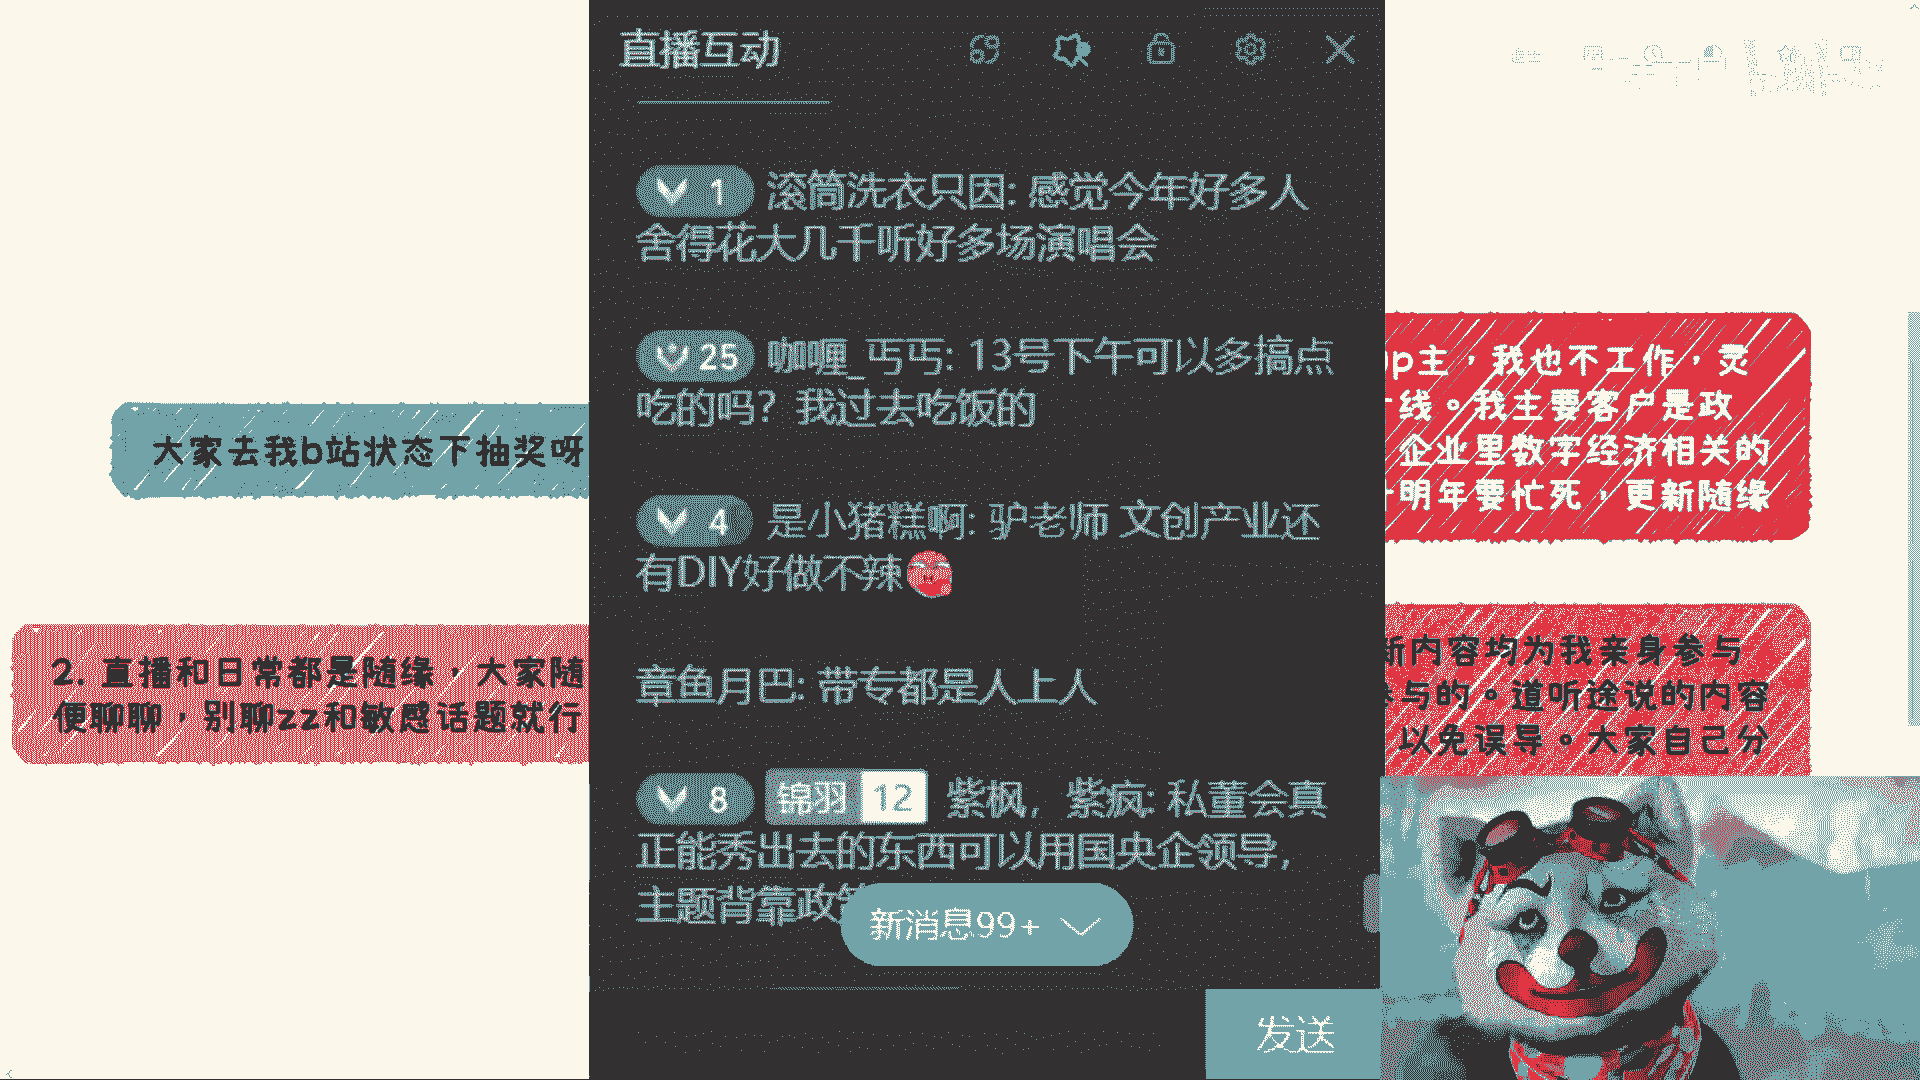 直播互动
1 滚筒洗衣只因: 感觉今年好多人
舍得花大几千听好多场演唱会
25 咖喱_丐丐: 13号下午可以多搞点
吃的吗？我过去吃饭的
4 是小猪糕啊: 驴老师 文创产业还
有DIY好做不辣
章鱼月巴: 带专都是人上人
8 锦羽 12 紫枫，紫疯: 私董会真
正能秀出去的东西可以用国央企领导，
主题背靠政策
新消息99+
发送
大家去我b站状态下抽奖呀
2. 直播和日常都是随缘，大家随
便聊聊，别聊zz和敏感话题就行
up主，我也不工作，灵
线。我主要客户是政
企业里数字经济相关的
明年要忙死，更新随缘
新内容均为我亲身参与
参与的。道听途说的内容
以免误导。大家自己分